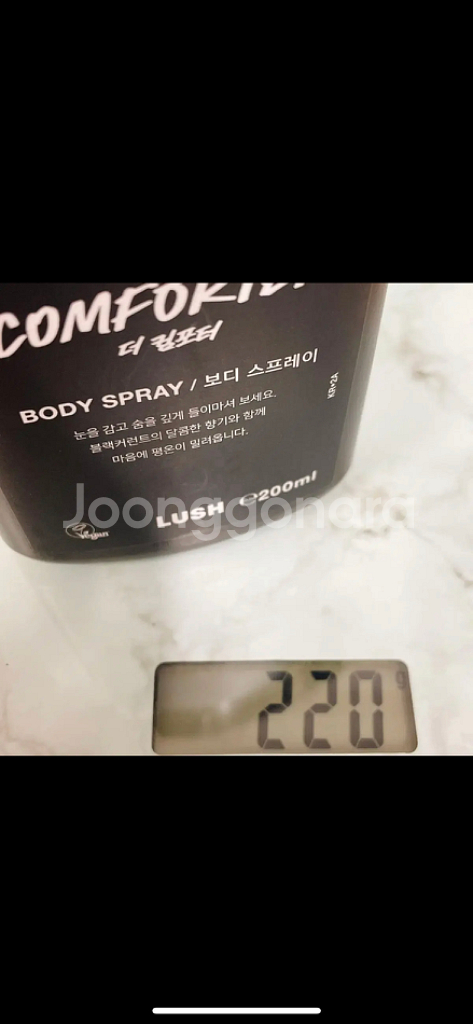 COMFORTER
더 컴포터
BODY SPRAY / 보디 스프레이
눈을 감고 숨을 깊게 들이마셔 보세요.
블랙커런트의 달콤한 향기와 함께
마음에 평온이 밀려옵니다.
KR+2A
Vegan
LUSH ℮200ml
Joonggonara
220 g